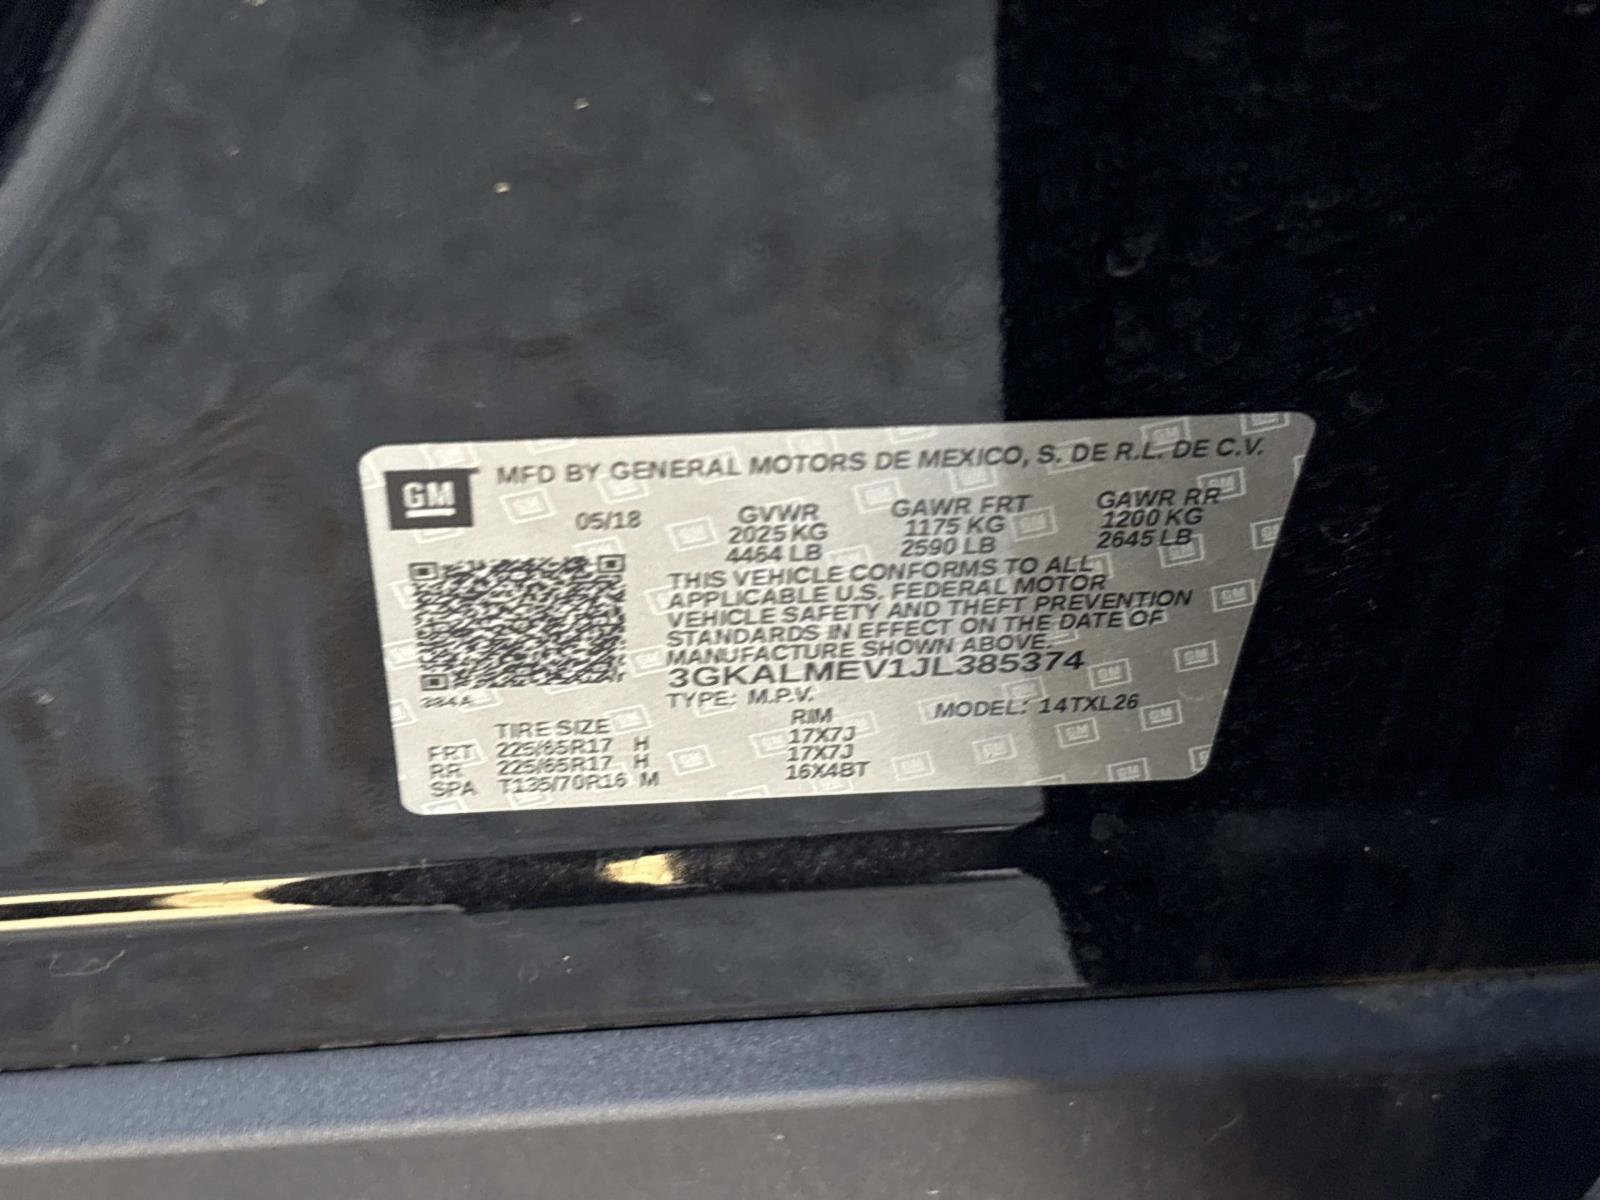 GM
MFD BY GENERAL MOTORS DE MEXICO, S. DE R.L. DE C.V.
05/18
GVWR GAWR FRT GAWR RR
2025 KG 1175 KG 1200 KG
4464 LB 2590 LB 2645 LB
THIS VEHICLE CONFORMS TO ALL
APPLICABLE U.S. FEDERAL MOTOR
VEHICLE SAFETY AND THEFT PREVENTION
STANDARDS IN EFFECT ON THE DATE OF
MANUFACTURE SHOWN ABOVE.
3GKALMEV1JL385374
TYPE: M.P.V. MODEL: 14TXL26
TIRE SIZE RIM
FRT 225/65R17 H 17X7J
RR 225/65R17 H 17X7J
SPA T135/70R16 M 16X4BT